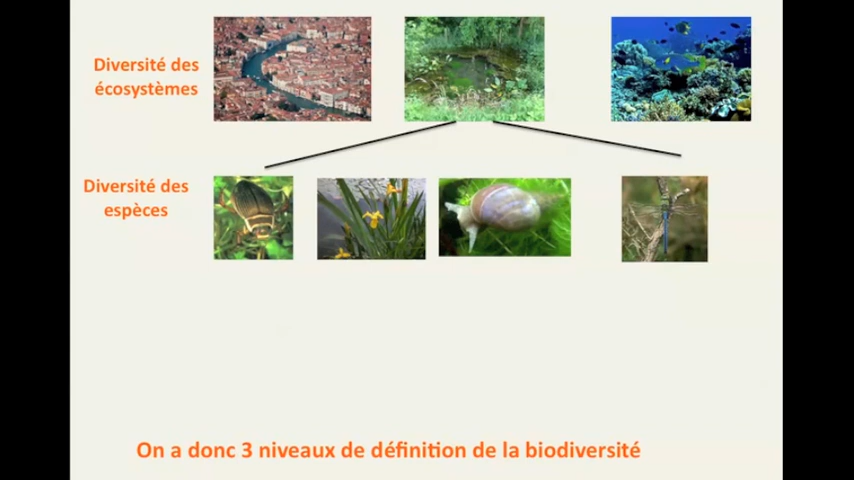 Diversité des
écosystèmes
Diversité des
espèces
On a donc 3 niveaux de définition de la biodiversité